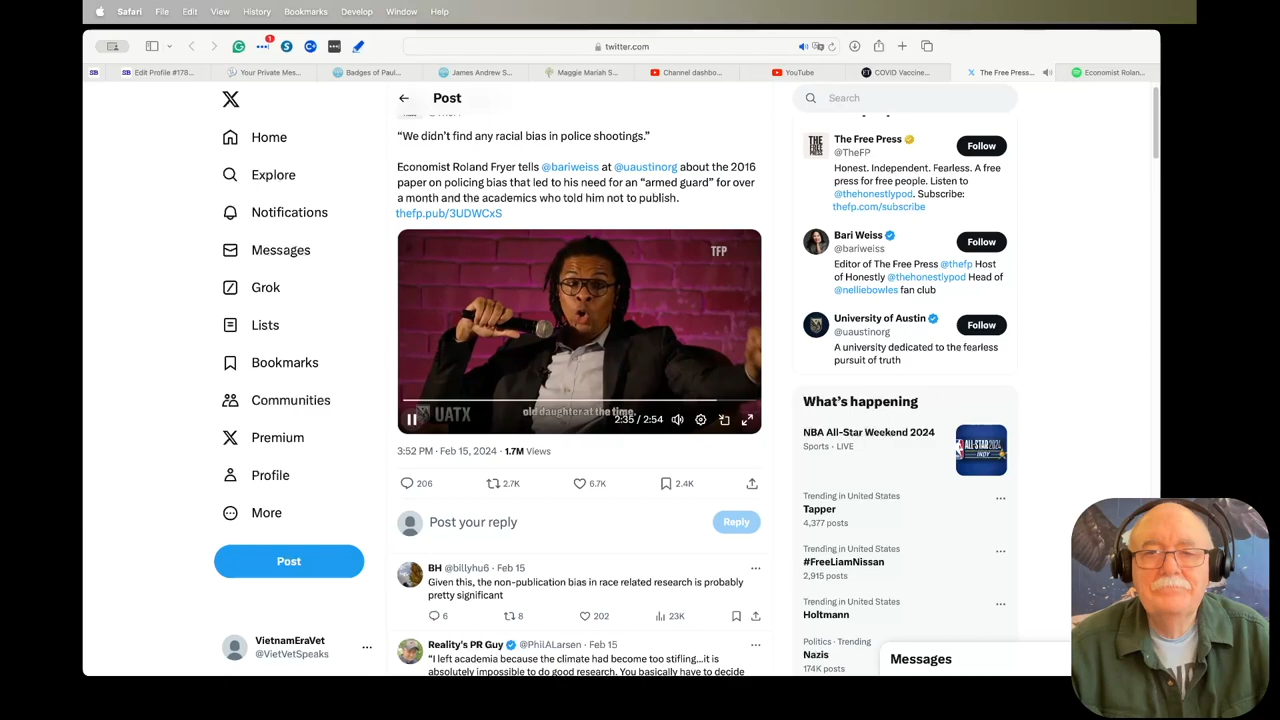 Safari File Edit View History Bookmarks Develop Window Help
1
twitter.com
SB
SB Edit Profile #178...
Your Private Mes...
Badges of Paul...
James Andrew S...
Maggie Mariah S...
Channel dashbo...
YouTube
COVID Vaccine...
The Free Press...
Economist Rolan...
Home
Explore
Notifications
Messages
Grok
Lists
Bookmarks
Communities
Premium
Profile
More
Post
VietnamEraVet
@VietVetSpeaks
Post
“We didn’t find any racial bias in police shootings.”
Economist Roland Fryer tells @bariweiss at @uaustinorg about the 2016
paper on policing bias that led to his need for an “armed guard” for over
a month and the academics who told him not to publish.
thefp.pub/3UDWCxS
TFP
UATX
old daughter at the time.
2:35 / 2:54
3:52 PM · Feb 15, 2024 · 1.7M Views
206 2.7K 6.7K 2.4K
Post your reply
Reply
BH @billyhu6 · Feb 15
Given this, the non-publication bias in race related research is probably
pretty significant
6 8 202 23K
Reality's PR Guy @PhilALarsen · Feb 15
“I left academia because the climate had become too stifling...it is
absolutely impossible to do good research. You basically have to decide
Search
THE FREE PRESS
The Free Press
@TheFP
Follow
Honest. Independent. Fearless. A free
press for free people. Listen to
@thehonestlypod. Subscribe:
thefp.com/subscribe
Bari Weiss
@bariweiss
Follow
Editor of The Free Press @thefp Host
of Honestly @thehonestlypod Head of
@nelliebowles fan club
University of Austin
@uaustinorg
Follow
A university dedicated to the fearless
pursuit of truth
What’s happening
NBA All-Star Weekend 2024
Sports · LIVE
ALL-STAR
2024
INDY
Trending in United States
Tapper
4,377 posts
Trending in United States
#FreeLiamNissan
2,915 posts
Trending in United States
Holtmann
Politics · Trending
Nazis
174K posts
Messages